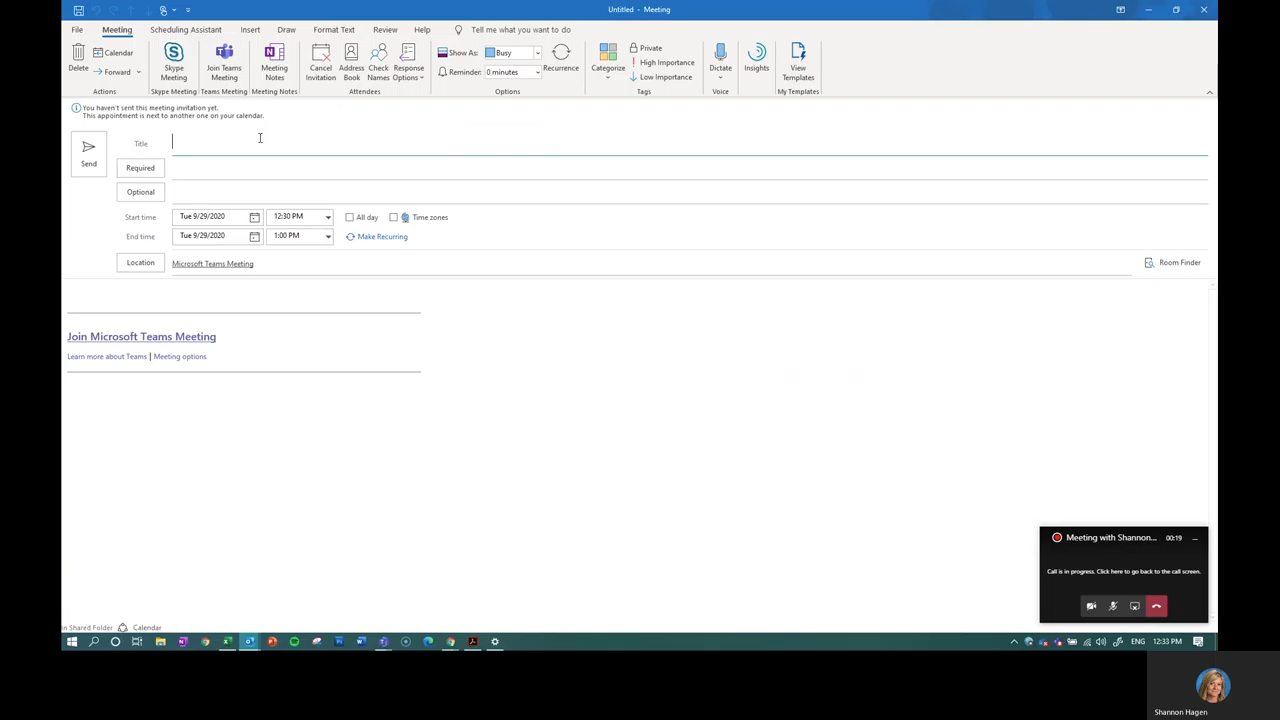 Untitled - Meeting
File Meeting Scheduling Assistant Insert Draw Format Text Review Help Tell me what you want to do
Delete
Calendar
Forward
Actions
Skype Meeting
Skype Meeting
Join Teams Meeting
Teams Meeting
Meeting Notes
Meeting Notes
Cancel Invitation
Address Book
Check Names
Response Options
Attendees
Show As: Busy
Reminder: 0 minutes
Recurrence
Options
Categorize
Private
High Importance
Low Importance
Tags
Dictate
Voice
Insights
View Templates
My Templates
You haven't sent this meeting invitation yet.
This appointment is next to another one on your calendar.
Send
Title
Required
Optional
Start time Tue 9/29/2020 12:30 PM All day Time zones
End time Tue 9/29/2020 1:00 PM Make Recurring
Location Microsoft Teams Meeting Room Finder
Join Microsoft Teams Meeting
Learn more about Teams | Meeting options
Meeting with Shannon... 00:19
Call is in progress. Click here to go back to the call screen.
in Shared Folder Calendar
ENG 12:33 PM
Shannon Hagen